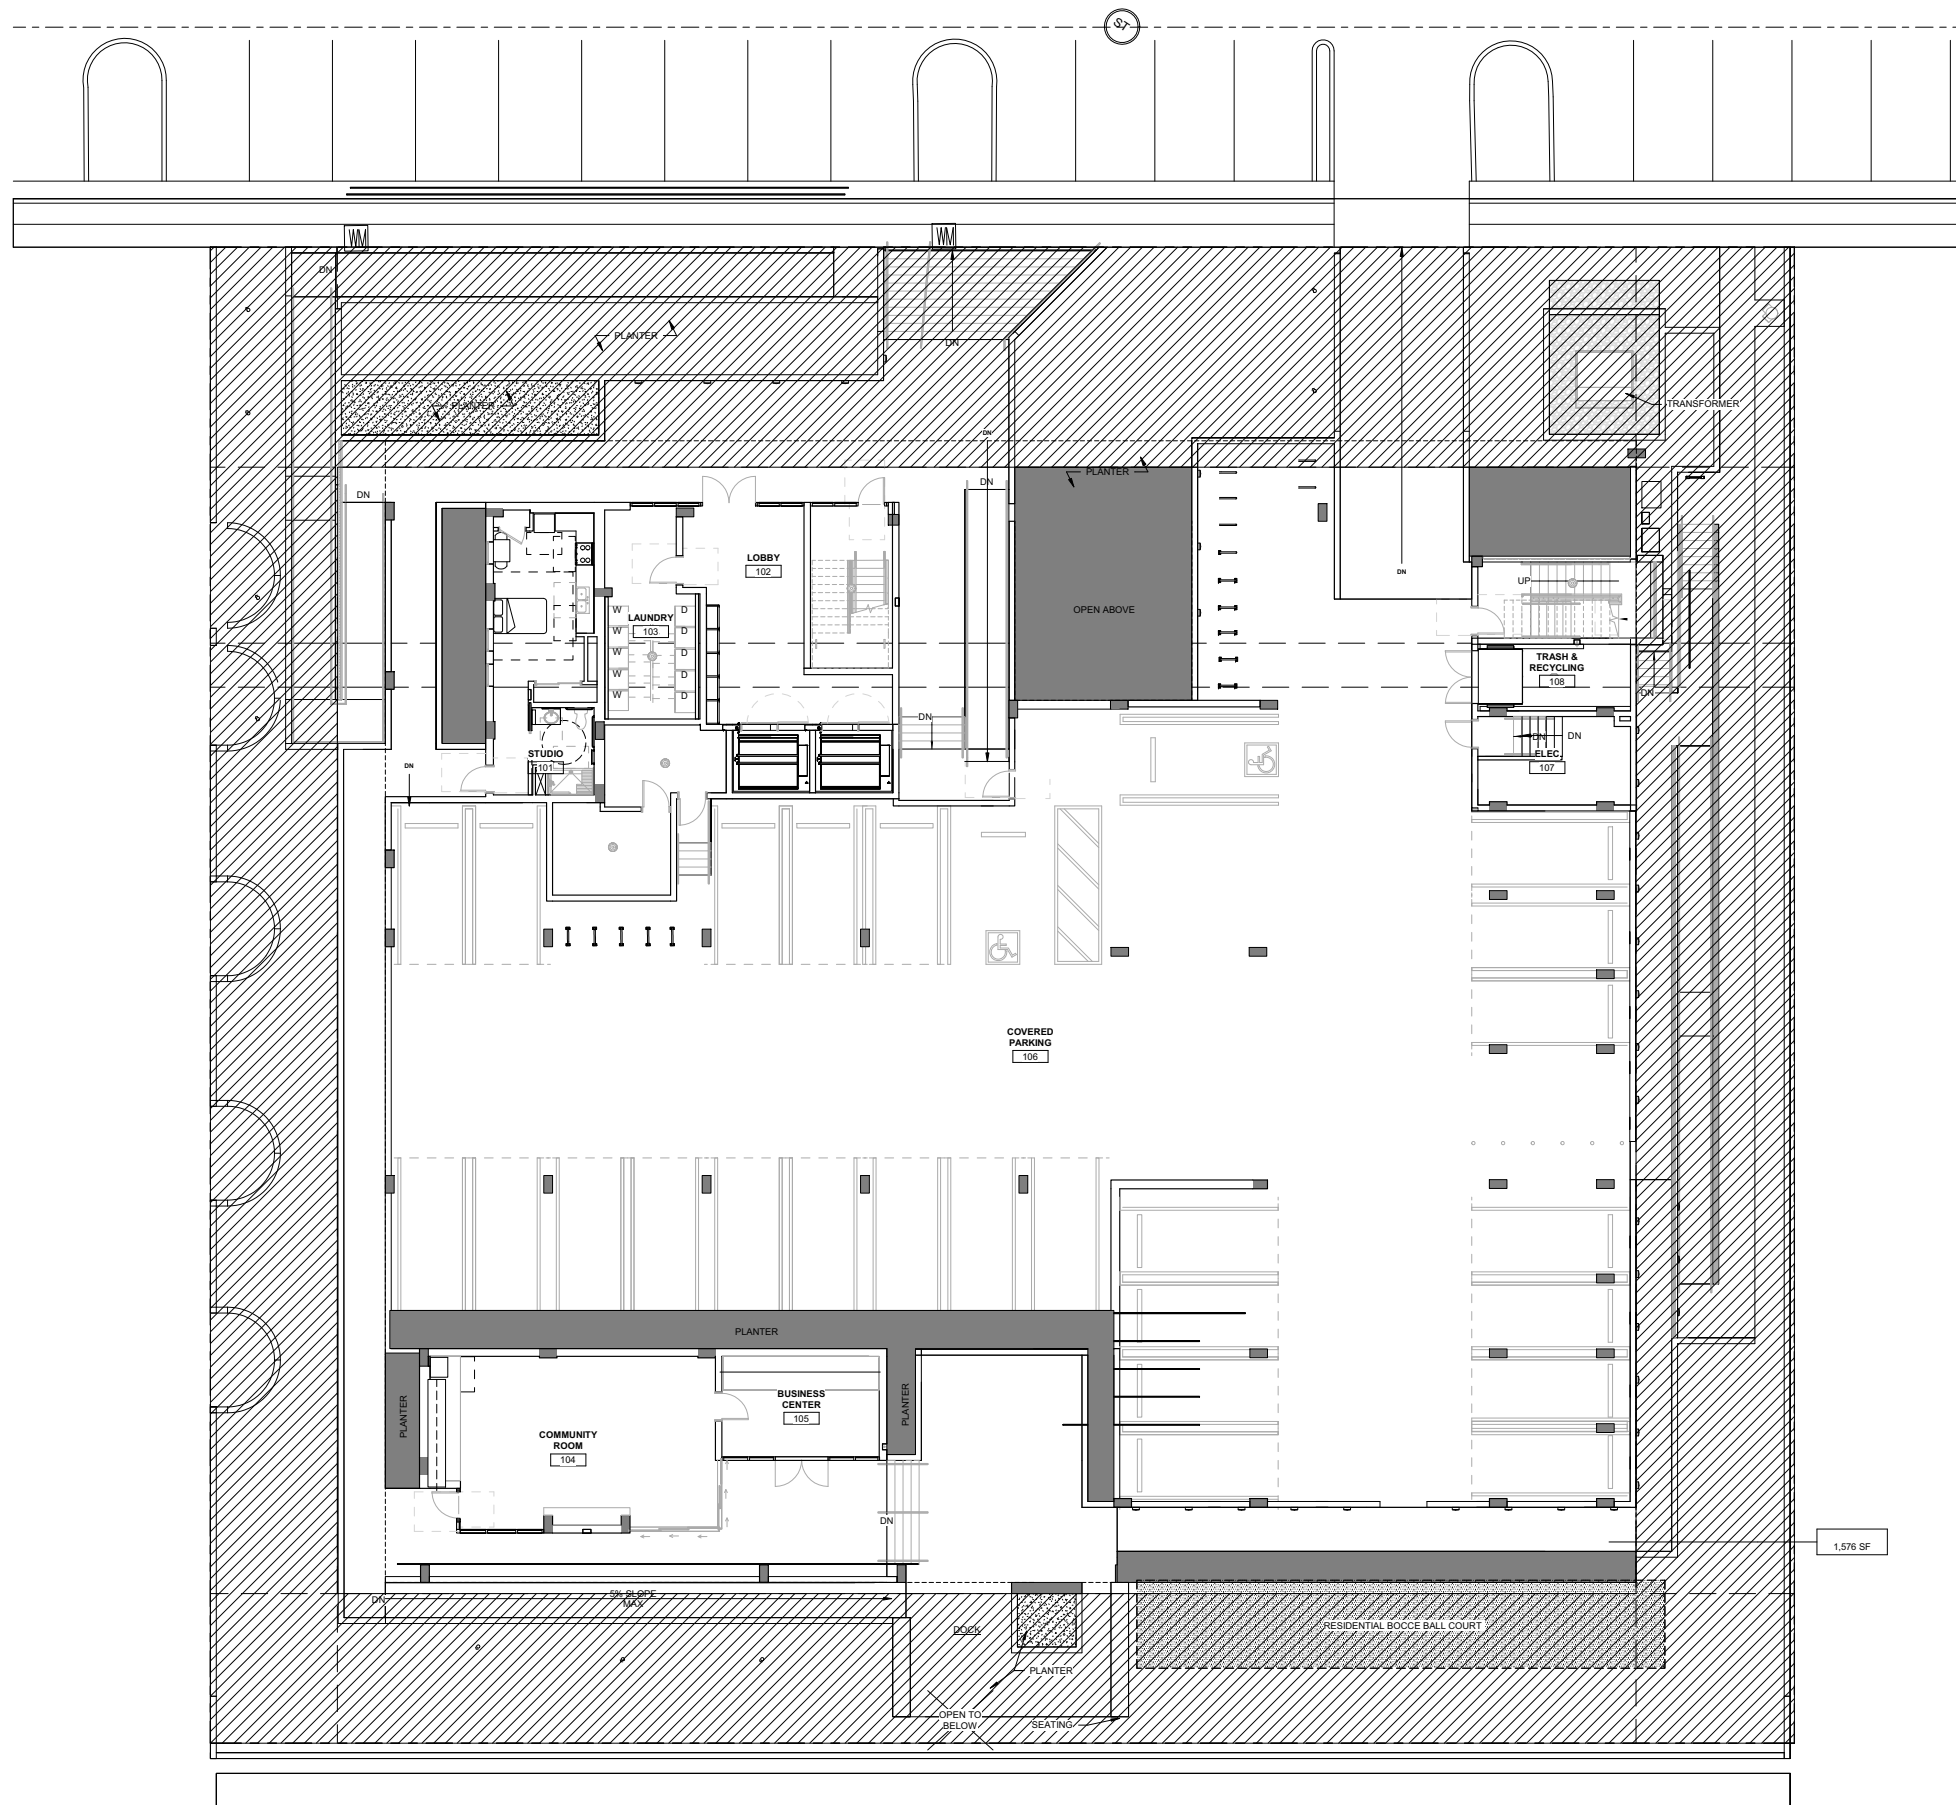 ST
WM
WM
DN
PLANTER
DN
PLANTER
TRANSFORMER
DN
PLANTER
DN
DN
LOBBY
102
DN
UP
OPEN ABOVE
W
D
LAUNDRY
103
W
D
W
D
W
D
W
D
TRASH &
RECYCLING
108
DN
DN
DN
DN
STUDIO
101
ELEC.
107
DN
COVERED
PARKING
106
PLANTER
PLANTER
BUSINESS
CENTER
105
PLANTER
COMMUNITY
ROOM
104
DN
1,576 SF
DN
5% SLOPE
MAX
DOCK
RESIDENTIAL BOCCE BALL COURT
PLANTER
OPEN TO
BELOW
SEATING